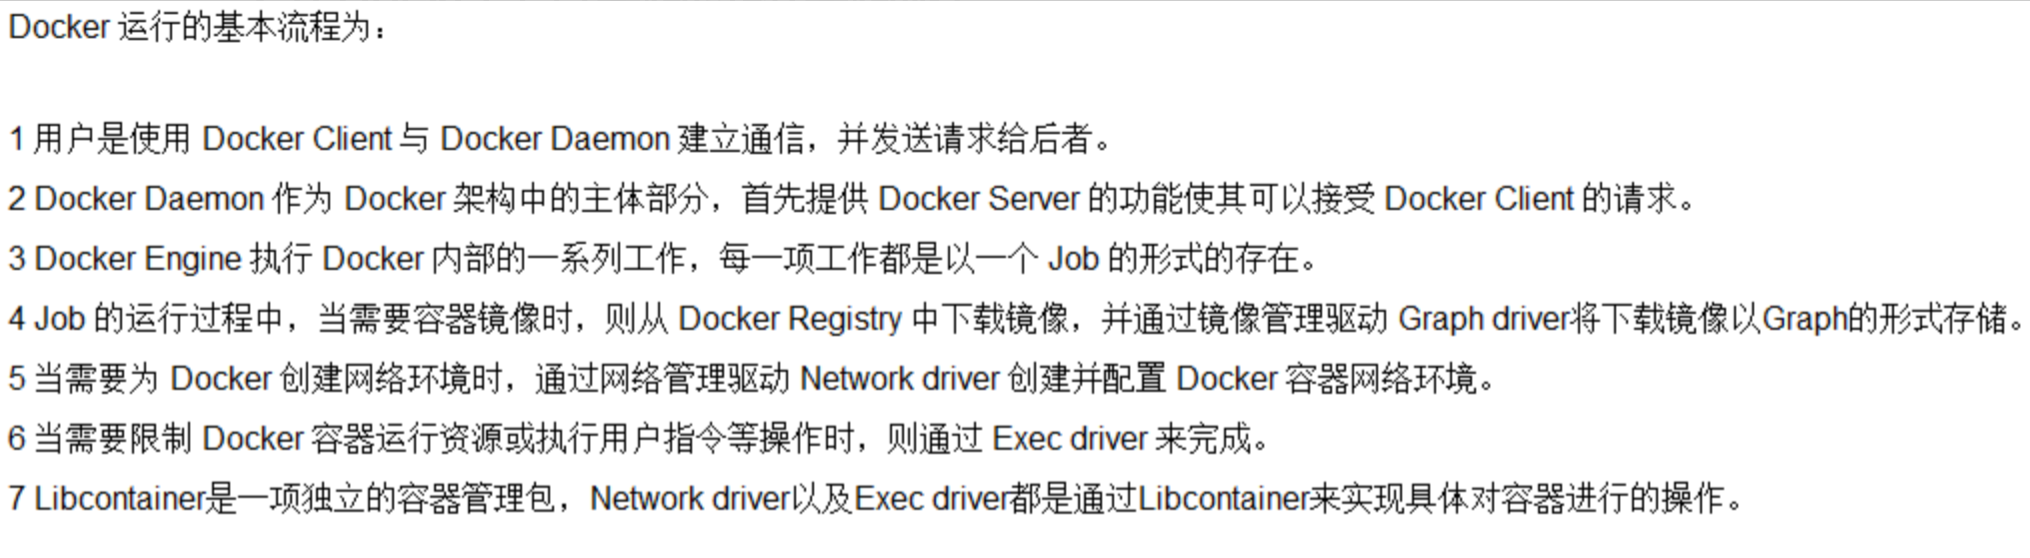 Docker 运行的基本流程为：
1 用户是使用 Docker Client 与 Docker Daemon 建立通信，并发送请求给后者。
2 Docker Daemon 作为 Docker 架构中的主体部分，首先提供 Docker Server 的功能使其可以接受 Docker Client 的请求。
3 Docker Engine 执行 Docker 内部的一系列工作，每一项工作都是以一个 Job 的形式的存在。
4 Job 的运行过程中，当需要容器镜像时，则从 Docker Registry 中下载镜像，并通过镜像管理驱动 Graph driver将下载镜像以Graph的形式存储。
5 当需要为 Docker 创建网络环境时，通过网络管理驱动 Network driver 创建并配置 Docker 容器网络环境。
6 当需要限制 Docker 容器运行资源或执行用户指令等操作时，则通过 Exec driver 来完成。
7 Libcontainer是一项独立的容器管理包，Network driver以及Exec driver都是通过Libcontainer来实现具体对容器进行的操作。